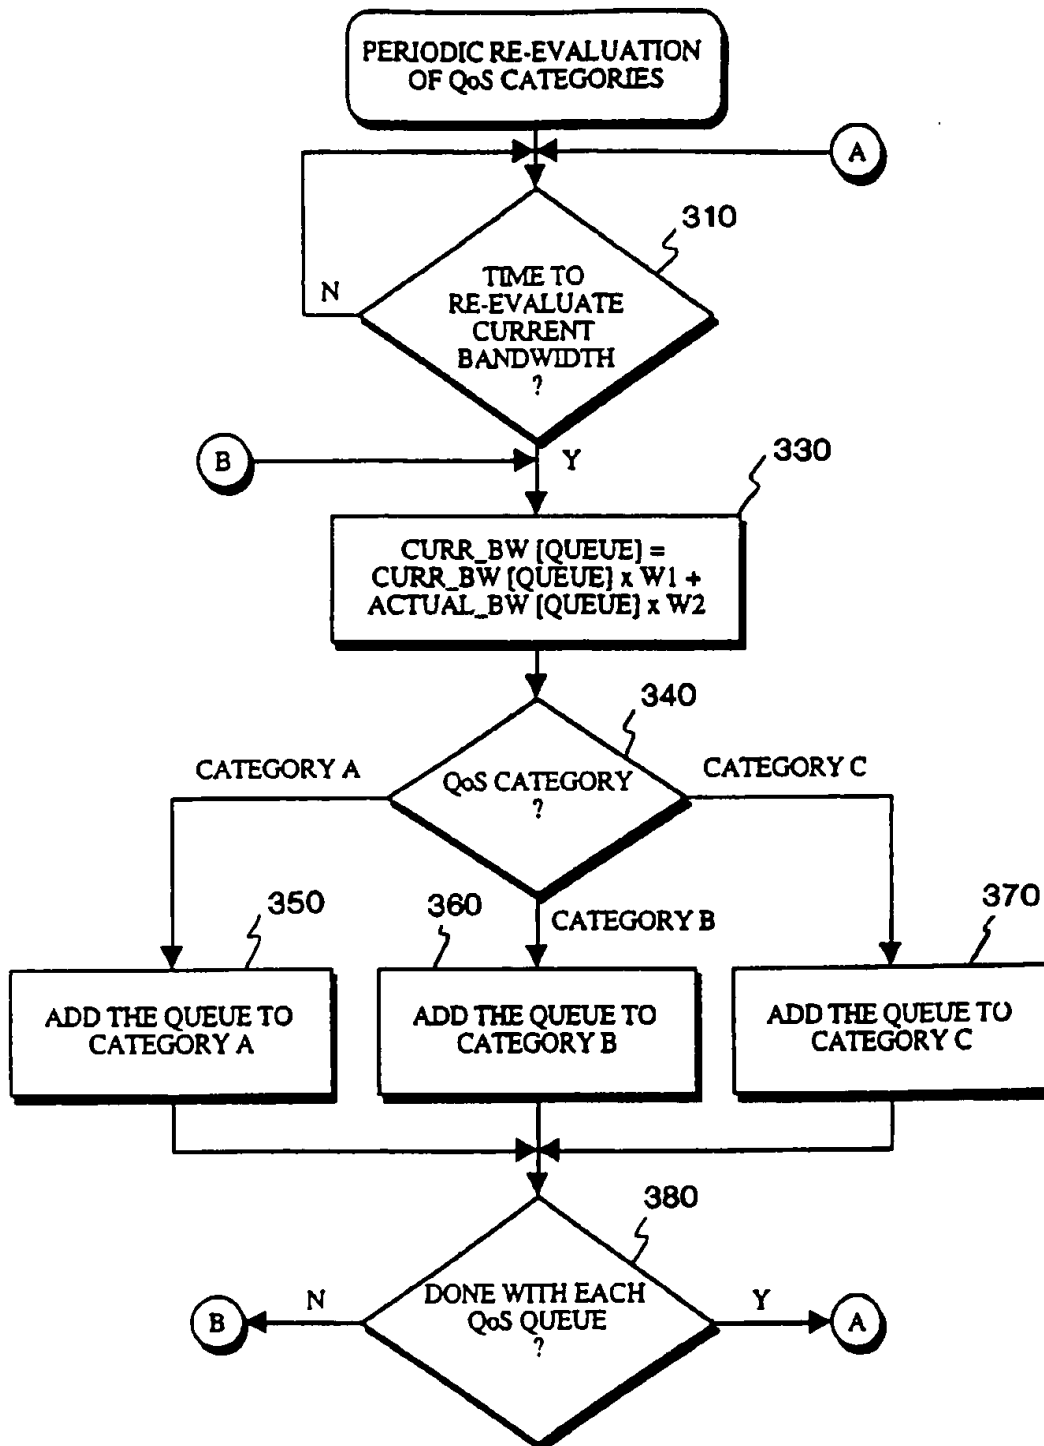 PERIODIC RE-EVALUATION
OF QoS CATEGORIES
A
310
TIME TO
RE-EVALUATE
CURRENT
BANDWIDTH
?
N
B
Y
330
CURR_BW [QUEUE] =
CURR_BW [QUEUE] x W1 +
ACTUAL_BW [QUEUE] x W2
340
CATEGORY A
QoS CATEGORY
?
CATEGORY C
350
360
CATEGORY B
370
ADD THE QUEUE TO
CATEGORY A
ADD THE QUEUE TO
CATEGORY B
ADD THE QUEUE TO
CATEGORY C
380
B
N
DONE WITH EACH
QoS QUEUE
?
Y
A